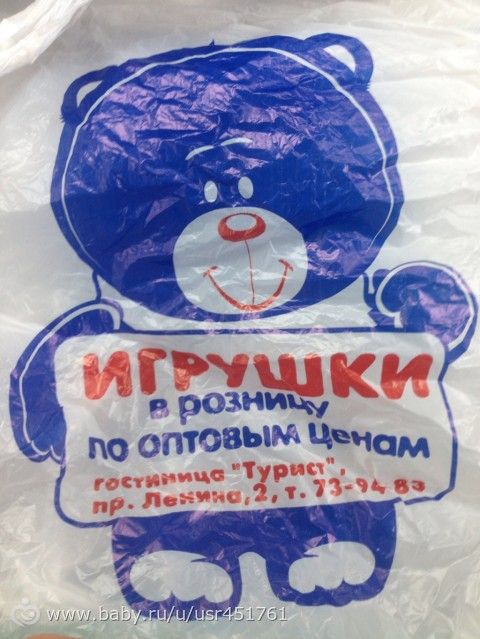 ИГРУШКИ
в розницу
по оптовым ценам
гостиница "Турист",
пр. Ленина,2, т. 73-94-83
www.baby.ru/u/usr451761